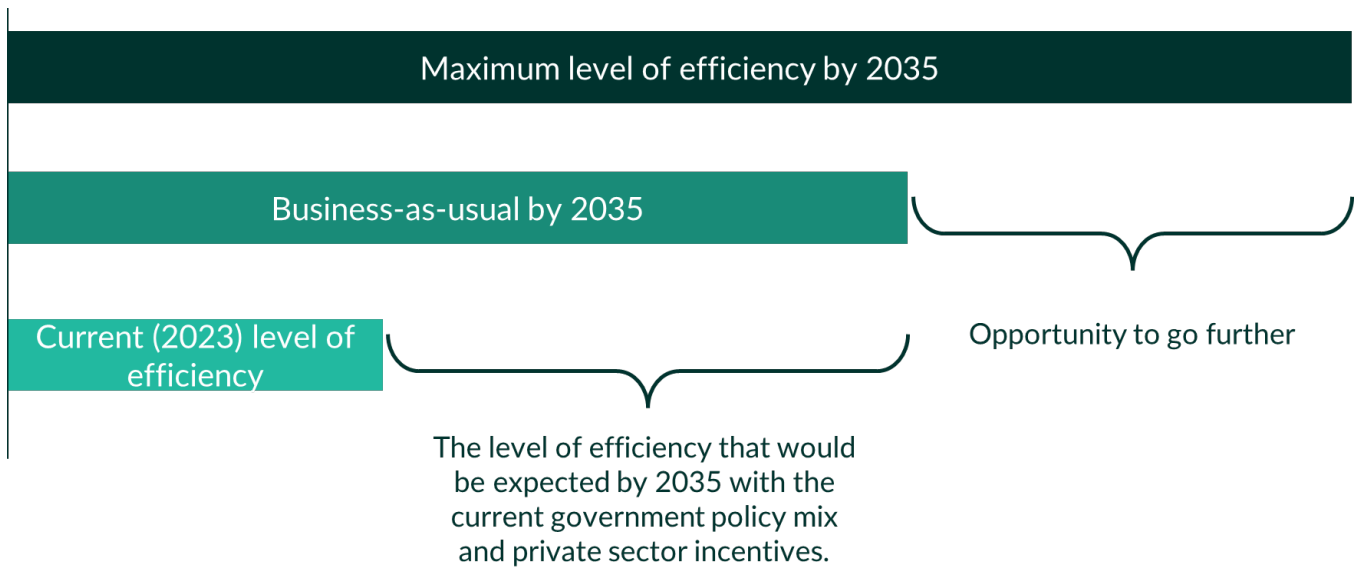 Maximum level of efficiency by 2035
Business-as-usual by 2035
Current (2023) level of
efficiency
Opportunity to go further
The level of efficiency that would
be expected by 2035 with the
current government policy mix
and private sector incentives.